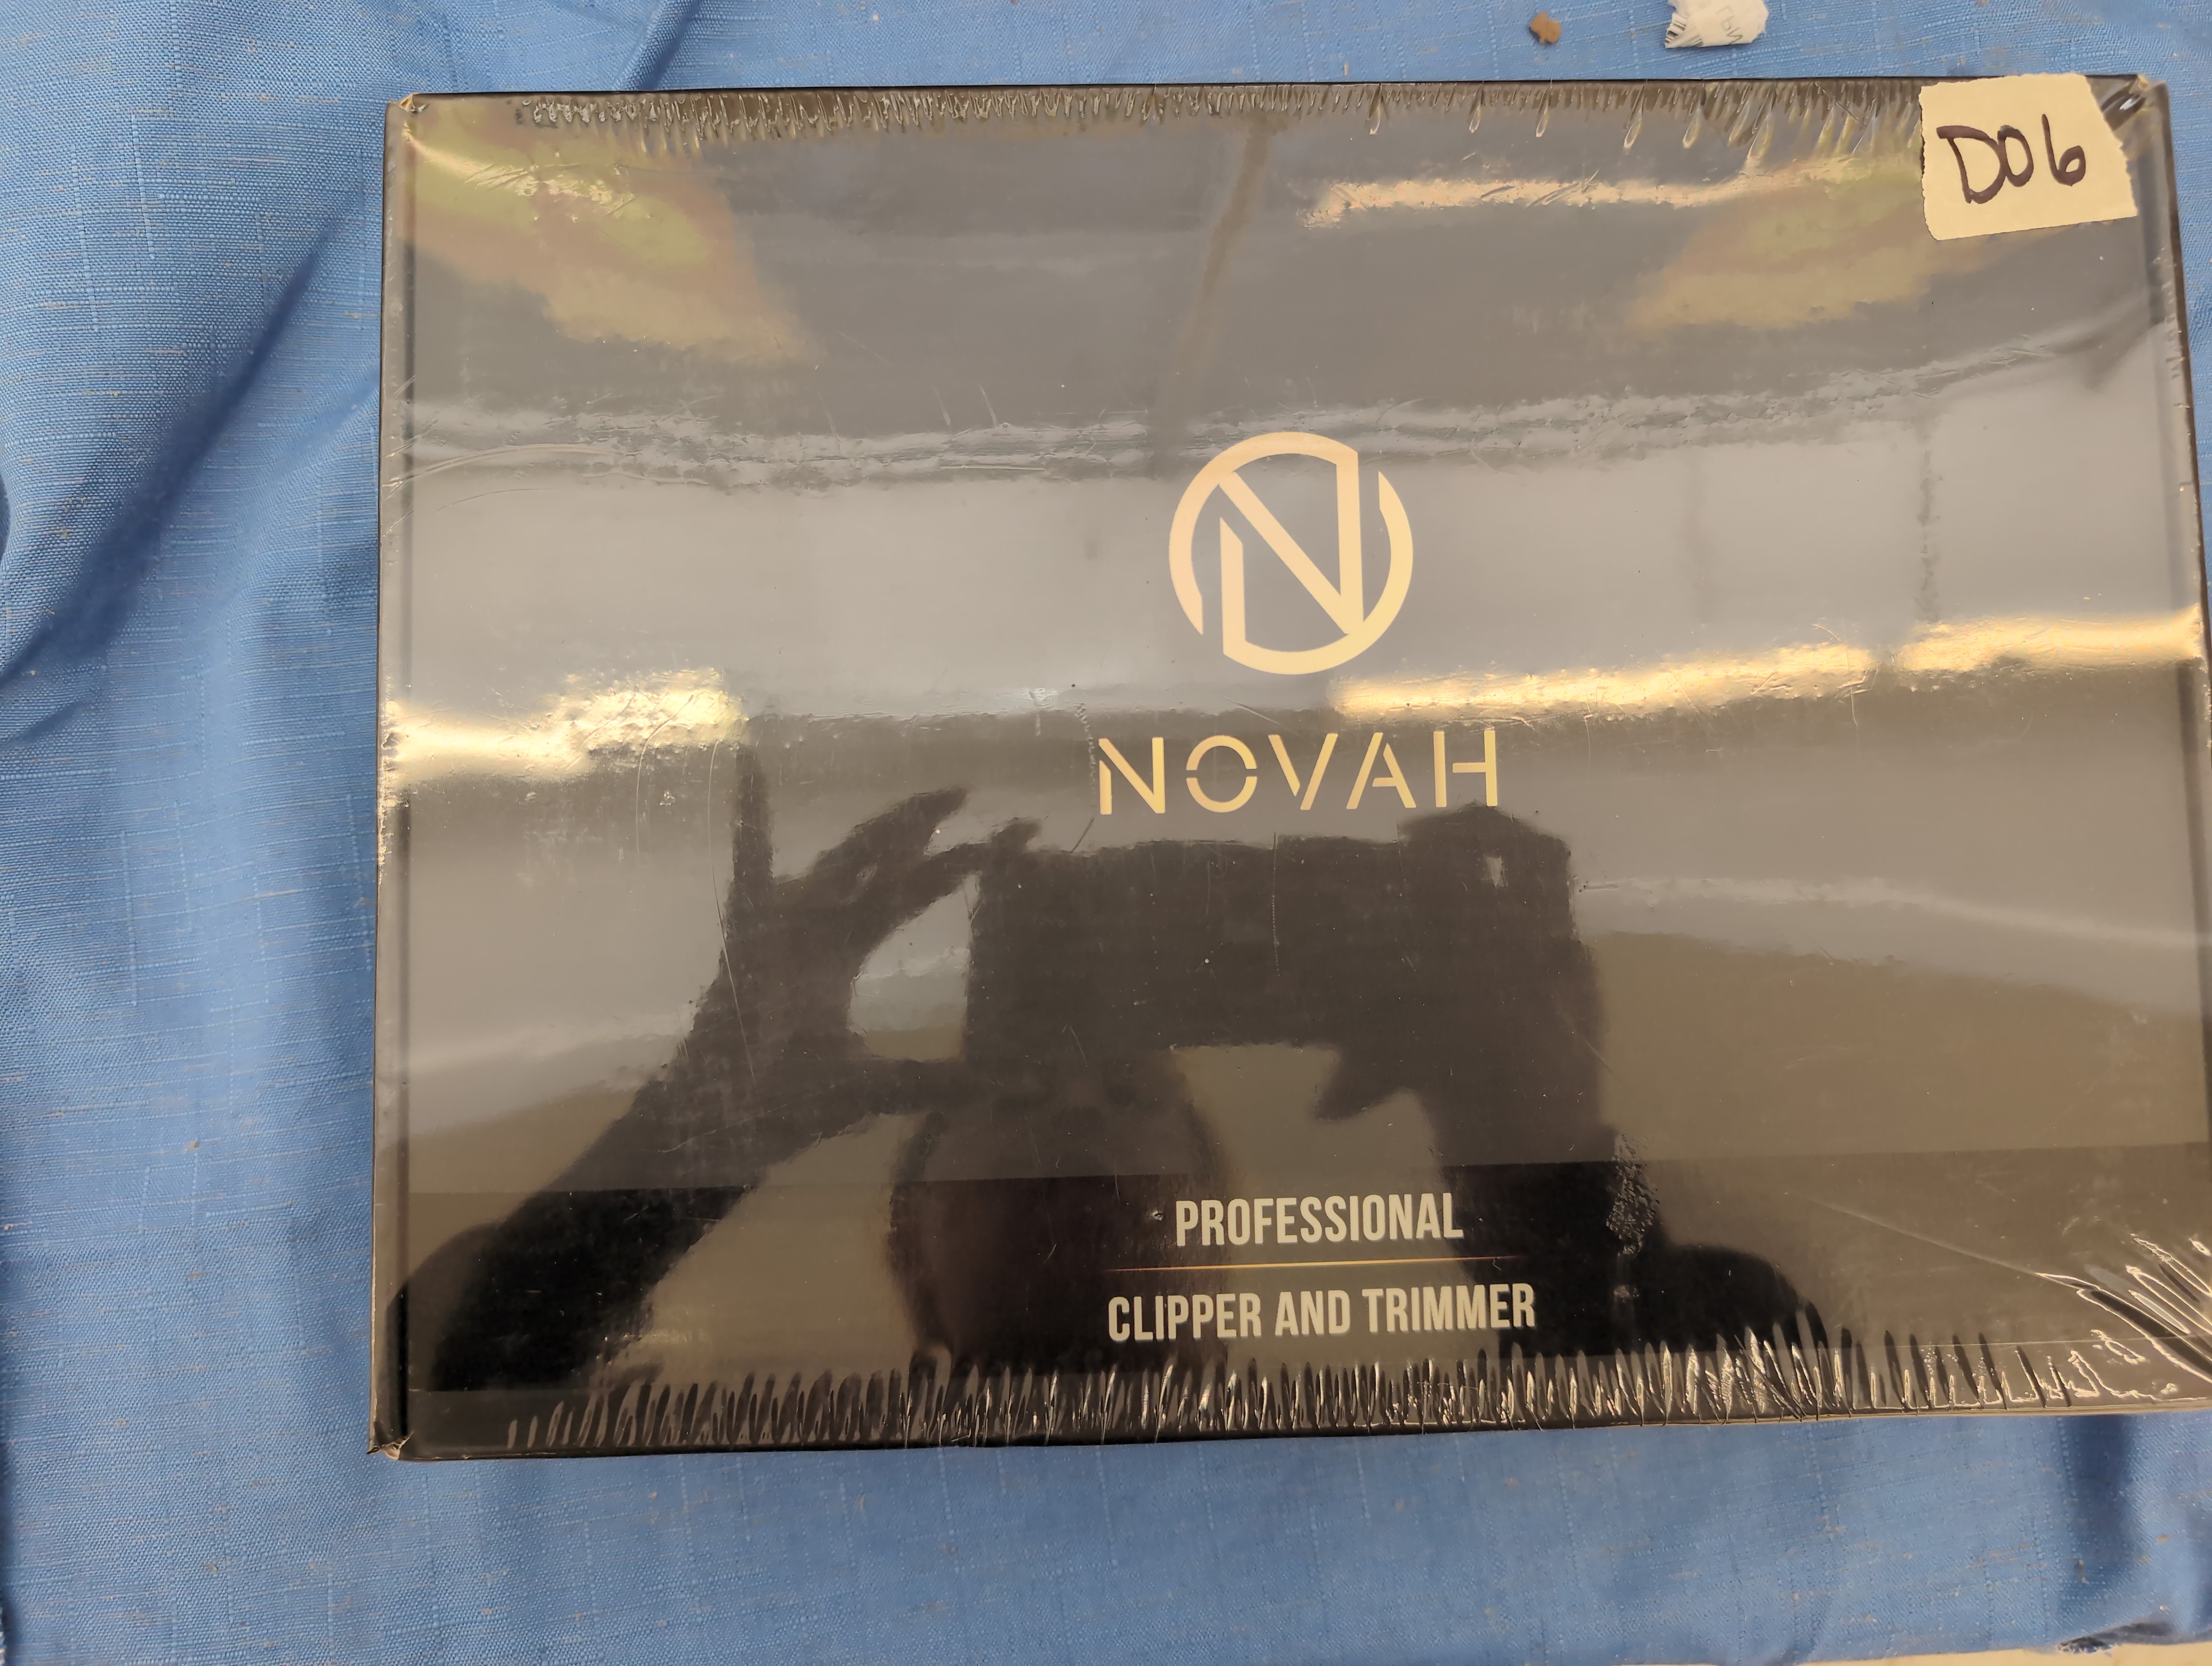 D06
N
NOVAH
PROFESSIONAL
CLIPPER AND TRIMMER